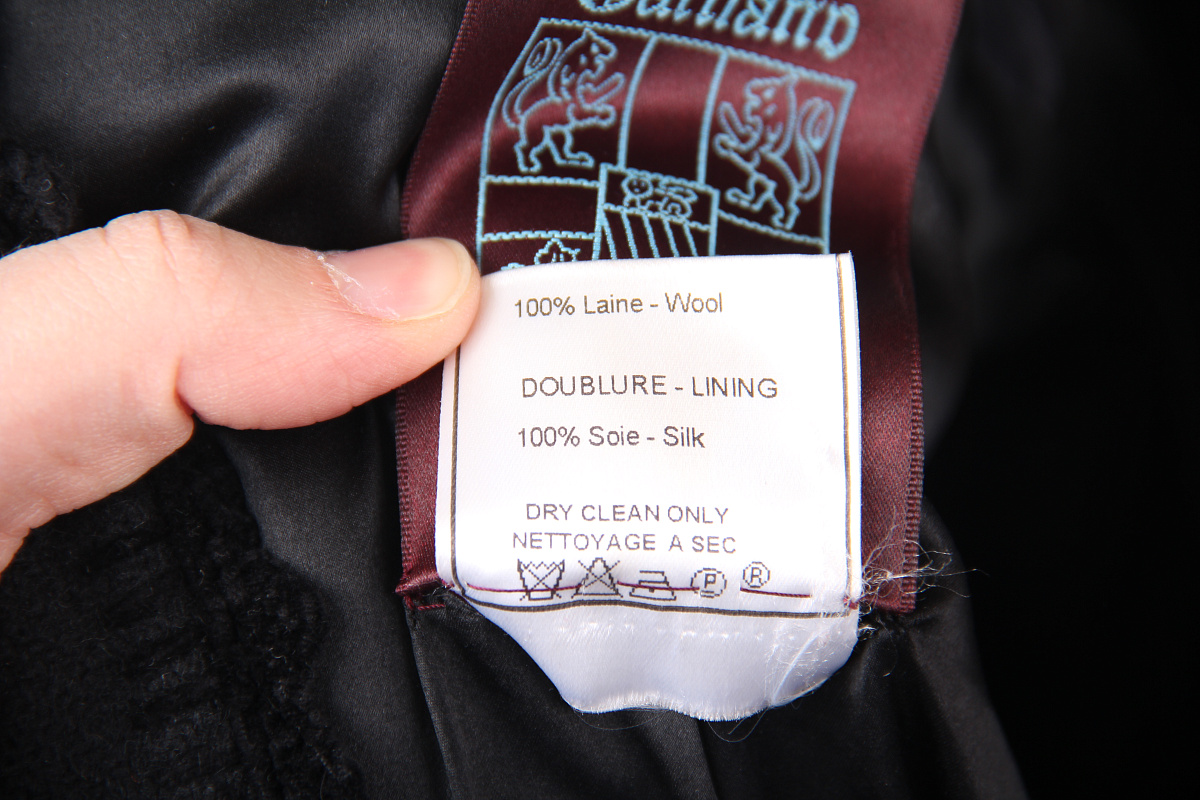 100% Laine - Wool
DOUBLURE - LINING
100% Soie - Silk
DRY CLEAN ONLY
NETTOYAGE A SEC
P ®